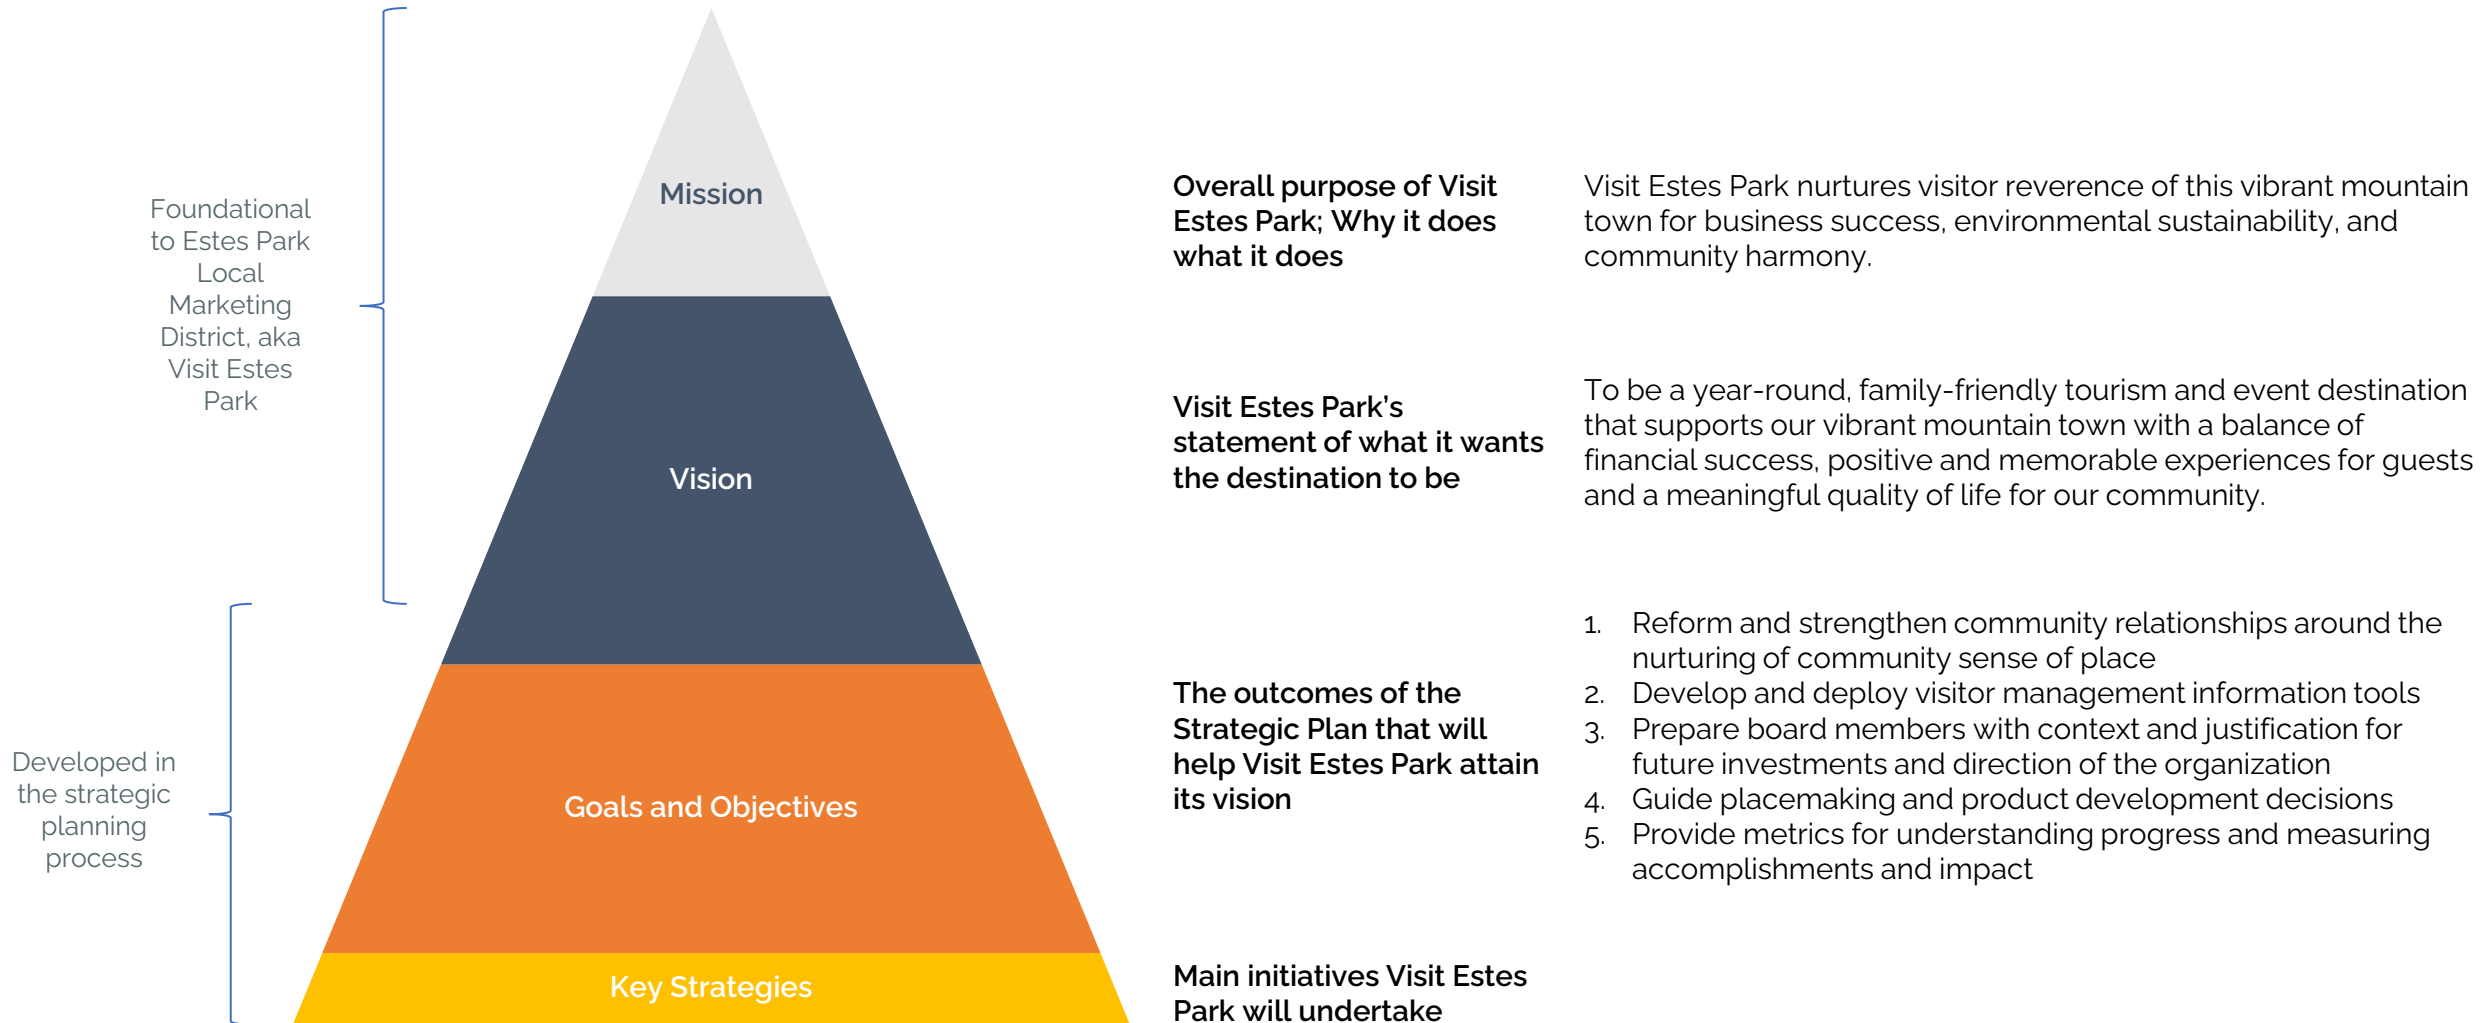 Foundational
to Estes Park
Local
Marketing
District, aka
Visit Estes
Park
Developed in
the strategic
planning
process
Mission
Vision
Goals and Objectives
Key Strategies
Overall purpose of Visit
Estes Park; Why it does
what it does
Visit Estes Park nurtures visitor reverence of this vibrant mountain
town for business success, environmental sustainability, and
community harmony.
Visit Estes Park’s
statement of what it wants
the destination to be
To be a year-round, family-friendly tourism and event destination
that supports our vibrant mountain town with a balance of
financial success, positive and memorable experiences for guests
and a meaningful quality of life for our community.
The outcomes of the
Strategic Plan that will
help Visit Estes Park attain
its vision
1. Reform and strengthen community relationships around the
nurturing of community sense of place
2. Develop and deploy visitor management information tools
3. Prepare board members with context and justification for
future investments and direction of the organization
4. Guide placemaking and product development decisions
5. Provide metrics for understanding progress and measuring
accomplishments and impact
Main initiatives Visit Estes
Park will undertake